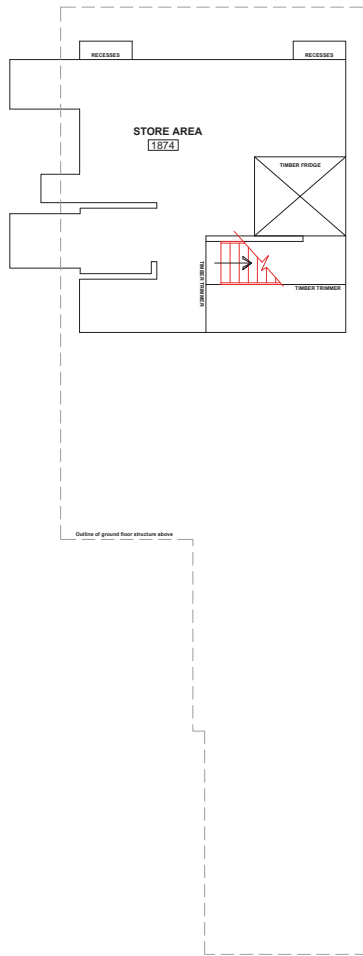 RECESSES
RECESSES
STORE AREA
1874
TIMBER FRIDGE
TIMBER TRIMMER
TIMBER TRIMMER
Outline of ground floor structure above